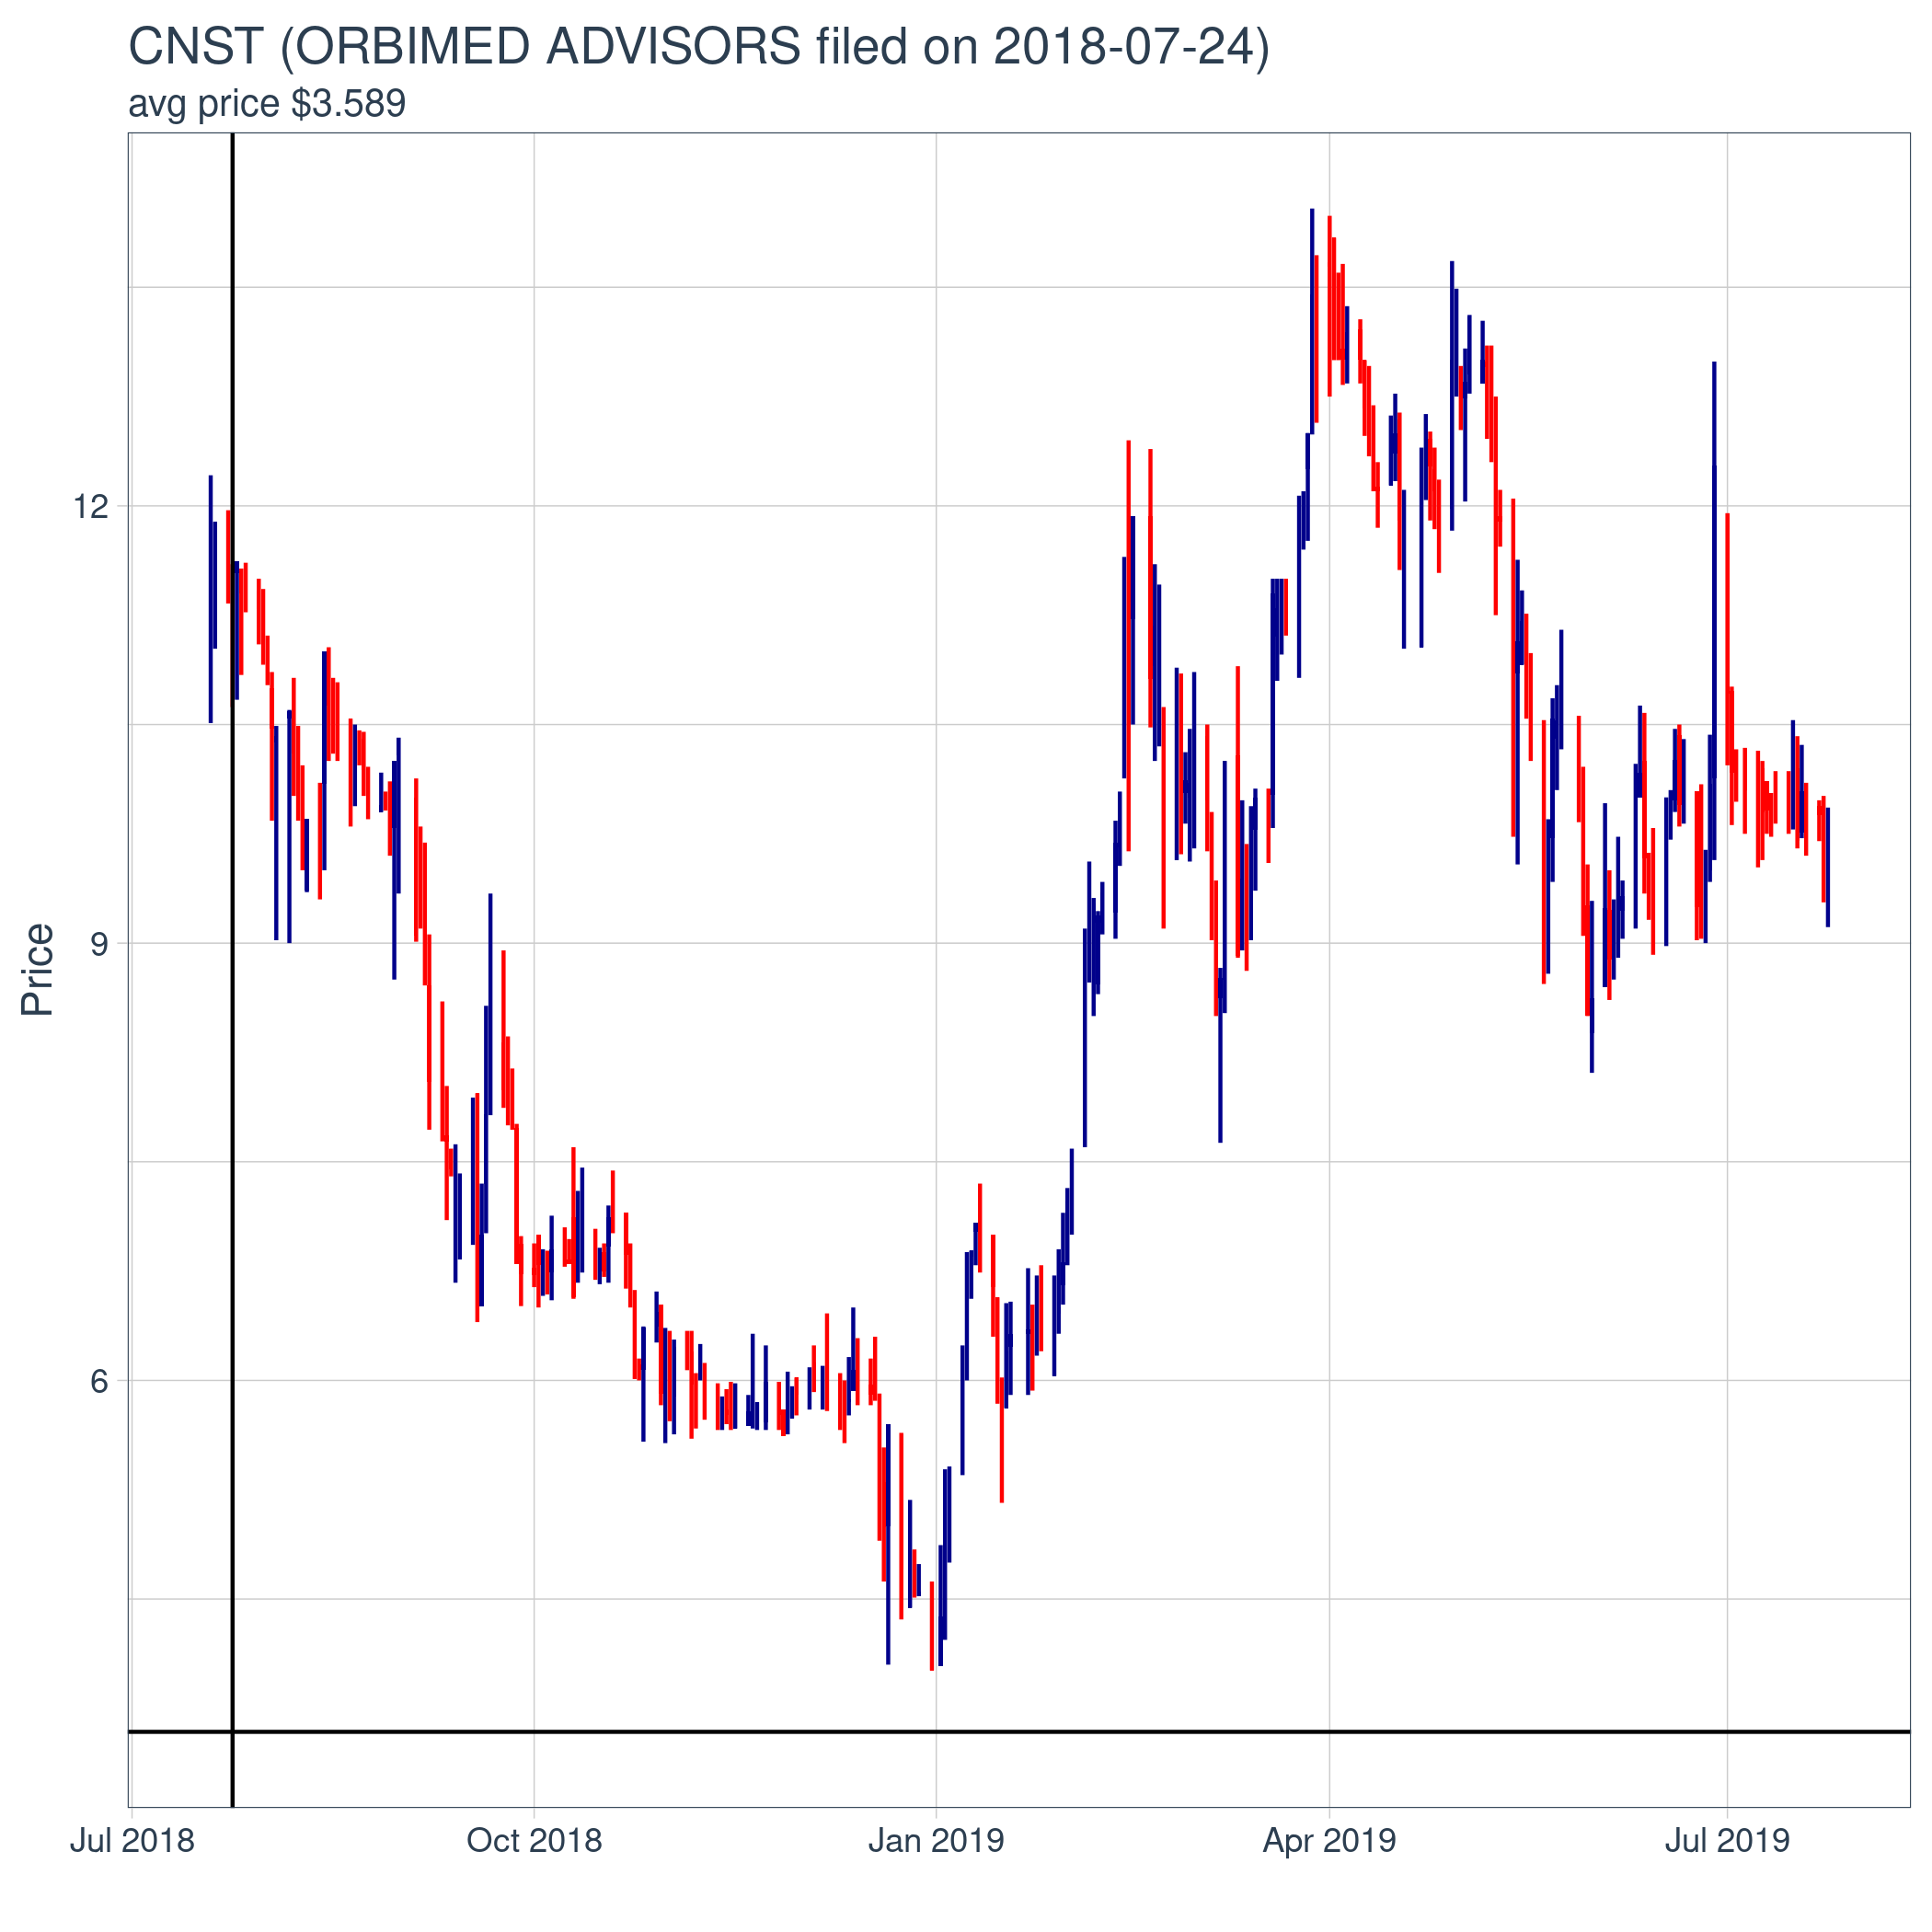 CNST (ORBIMED ADVISORS filed on 2018-07-24)
avg price $3.589
12
9
6
Price
Jul 2018
Oct 2018
Jan 2019
Apr 2019
Jul 2019